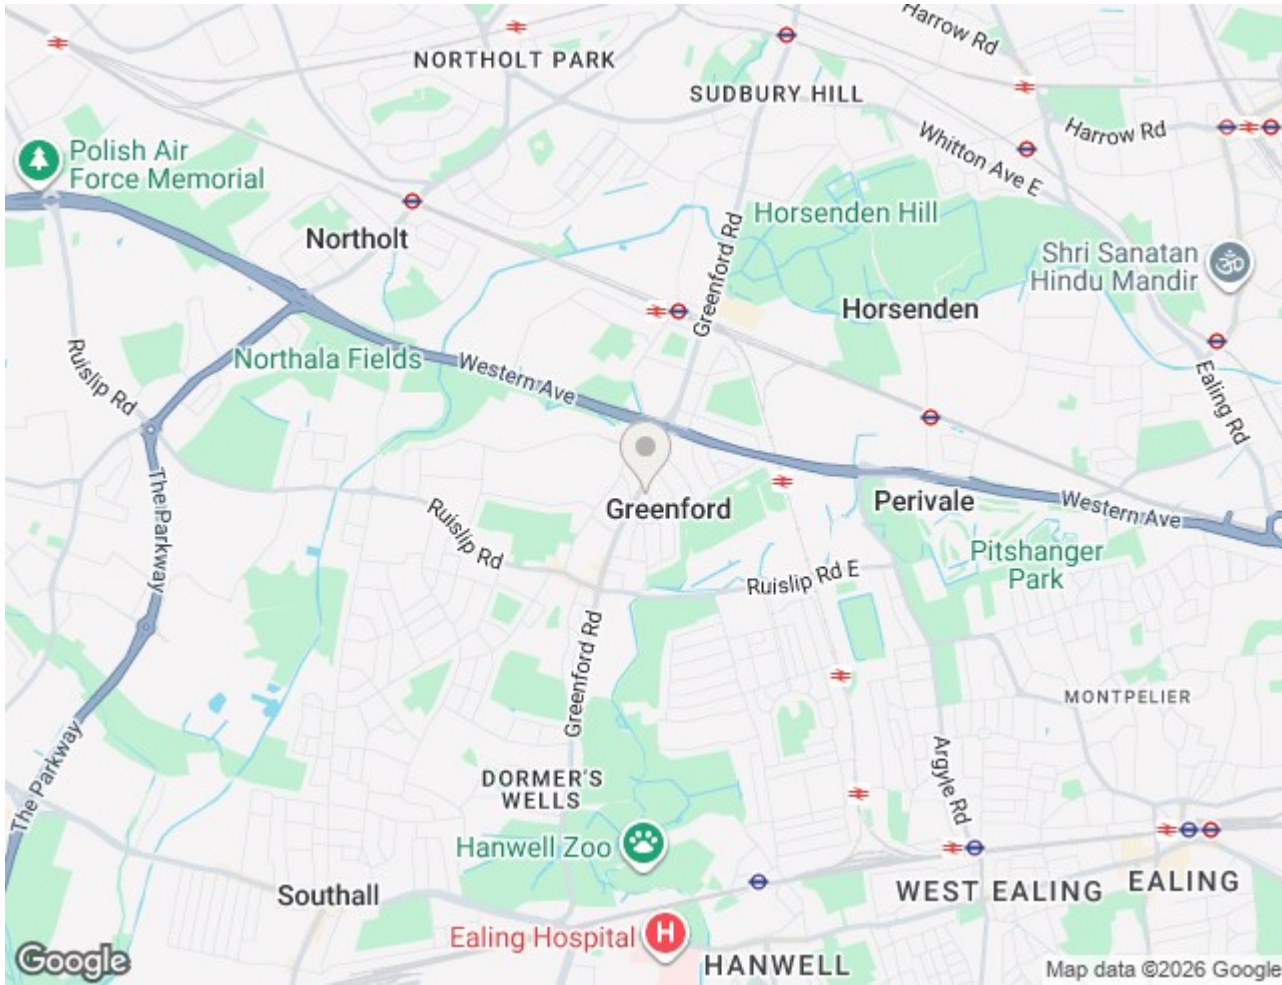 Harrow Rd
NORTHOLT PARK
SUDBURY HILL
Whitton Ave E
Harrow Rd
Polish Air
Force Memorial
Northolt
Greenford Rd
Horsenden Hill
Shri Sanatan
Hindu Mandir
ॐ
Horsenden
Ruislip Rd
Northala Fields
Western Ave
Ealing Rd
The Parkway
Ruislip Rd
Greenford
Perivale
Western Ave
Pitshanger
Park
Ruislip Rd E
Greenford Rd
MONTPELIER
The Parkway
DORMER'S
WELLS
Argyle Rd
Hanwell Zoo
Southall
WEST EALING
EALING
Ealing Hospital
H
HANWELL
Google
Map data ©2026 Google